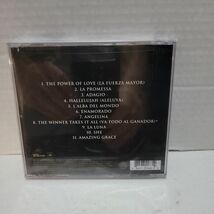 1. THE POWER OF LOVE (LA FUERZA MAYOR)
2. LA PROMESSA
3. ADAGIO
4. HALLELUJAH (ALELUYA)
5. L'ALBA DEL MONDO
6. ENAMORADO
7. ANGELINA
8. THE WINNER TAKES IT ALL (VA TODO AL GANADOR)*
9. LA LUNA
10. SHE
11. AMAZING GRACE